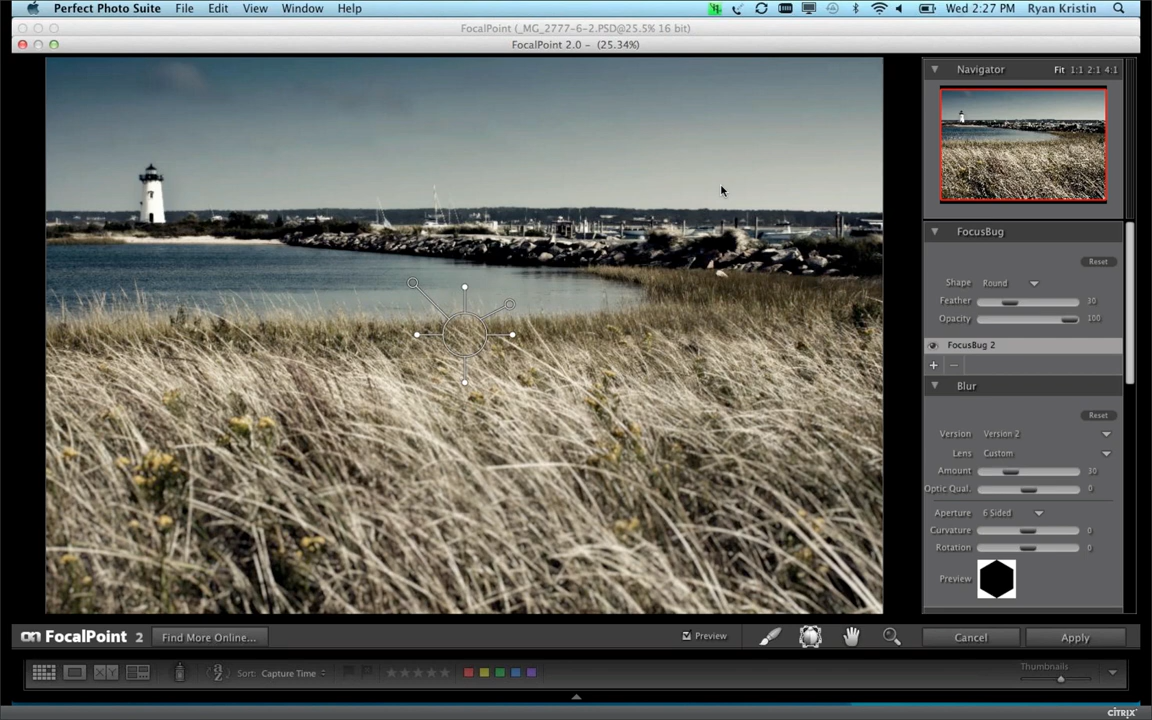 Perfect Photo Suite File Edit View Window Help Wed 2:27 PM Ryan Kristin
FocalPoint (_MG_2777-6-2.PSD@25.5% 16 bit)
FocalPoint 2.0 - (25.34%)
Navigator Fit 1:1 2:1 4:1
FocusBug
Reset
Shape Round
Feather 30
Opacity 100
FocusBug 2
+ −
Blur
Reset
Version Version 2
Lens Custom
Amount 30
Optic Qual. 0
Aperture 6 Sided
Curvature 0
Rotation 0
Preview
on FocalPoint 2 Find More Online... Preview Cancel Apply
Sort: Capture Time Thumbnails
CITRIX